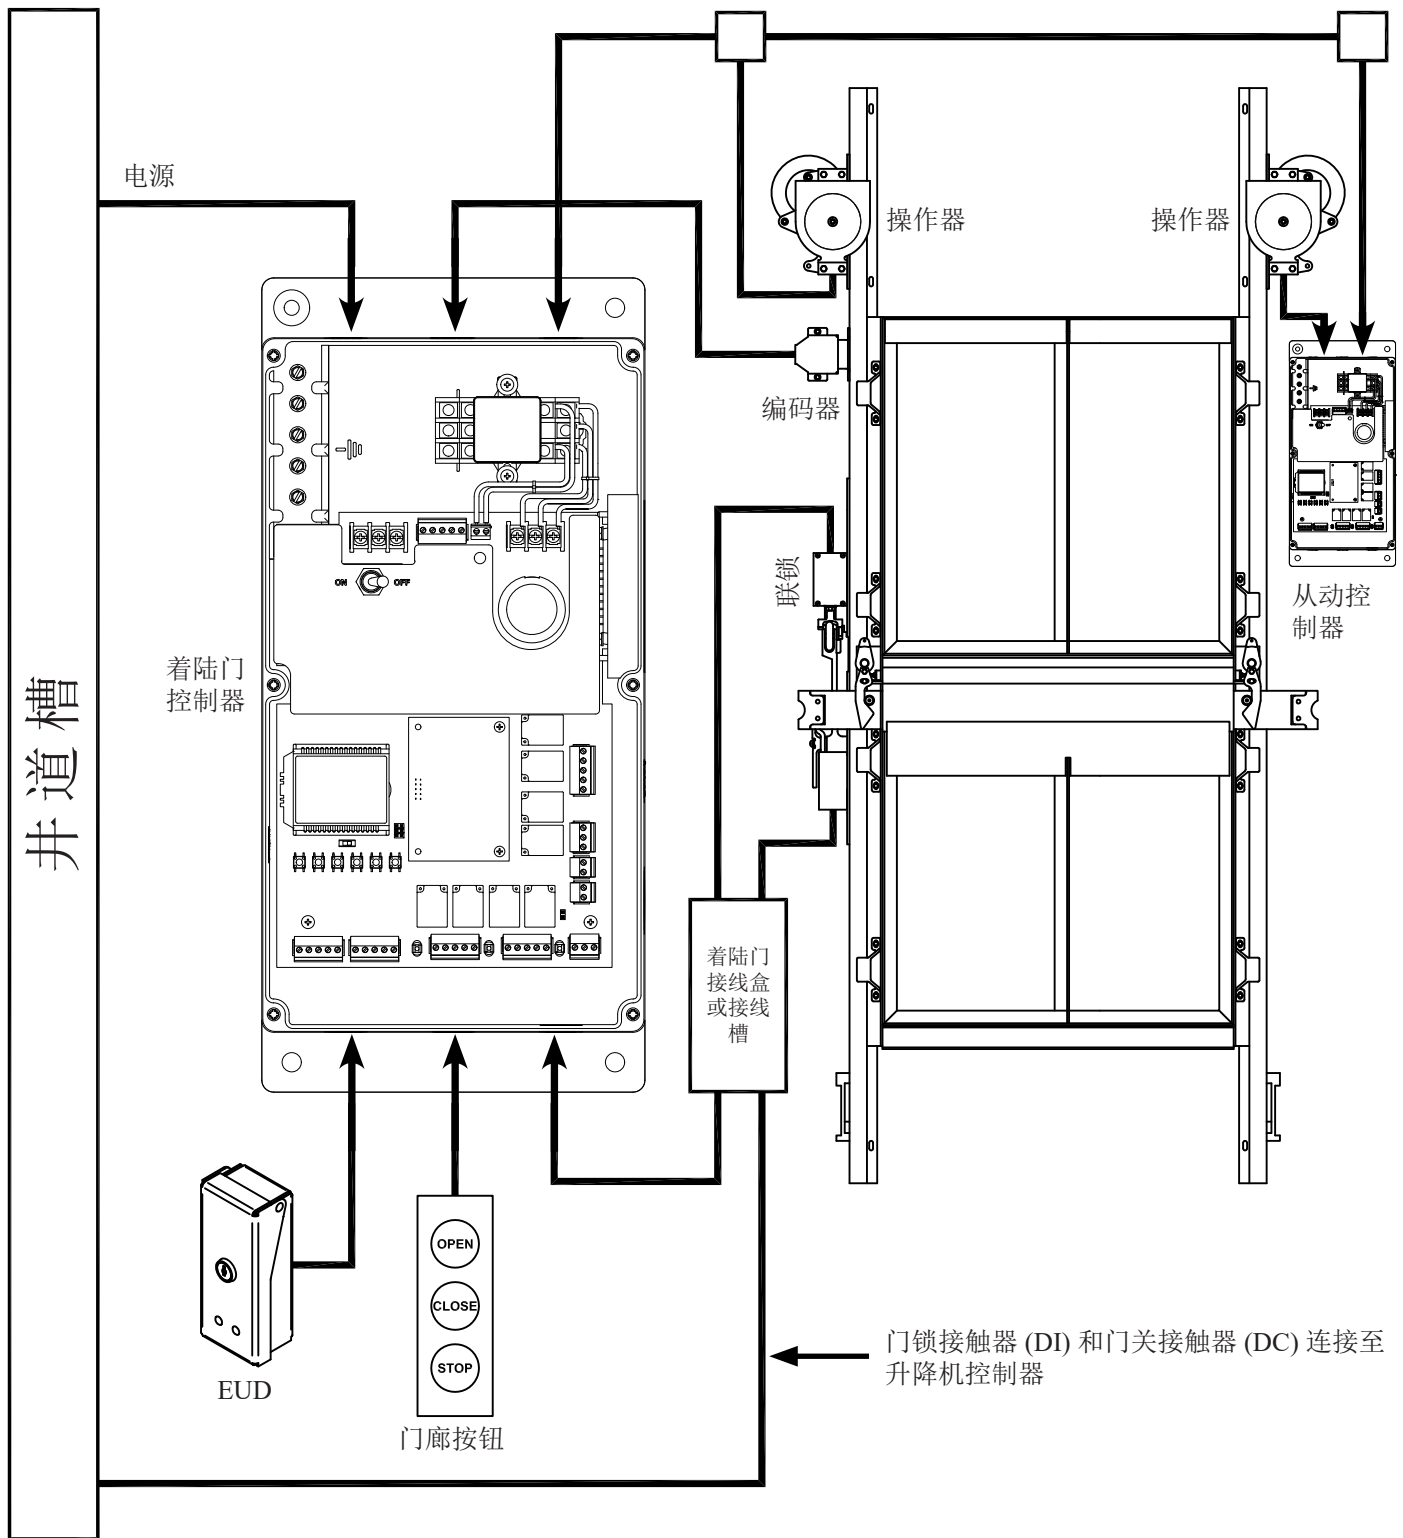 电源
操作器
操作器
编码器
ON
OFF
联锁
从动控
制器
着陆门
控制器
井道槽
着陆门
接线盒
或接线
槽
OPEN
CLOSE
STOP
门锁接触器 (DI) 和门关接触器 (DC) 连接至
升降机控制器
EUD
门廊按钮